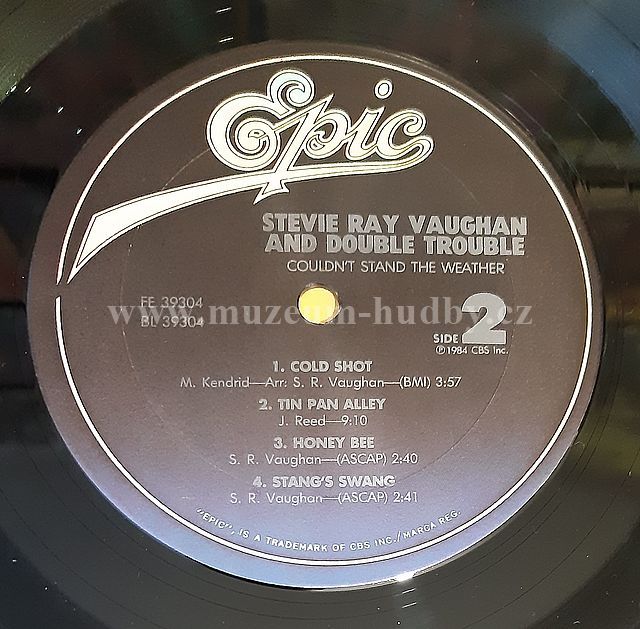 Epic
STEVIE RAY VAUGHAN
AND DOUBLE TROUBLE
COULDN'T STAND THE WEATHER
FE 39304
BL 39304
www.muzeum-hudby.cz
SIDE 2
℗1984 CBS Inc.
1. COLD SHOT
M. Kendrid—Arr: S. R. Vaughan—(BMI) 3:57
2. TIN PAN ALLEY
J. Reed—9:10
3. HONEY BEE
S. R. Vaughan—(ASCAP) 2:40
4. STANG'S SWANG
S. R. Vaughan—(ASCAP) 2:41
"EPIC", IS A TRADEMARK OF CBS INC./MARCA REG.